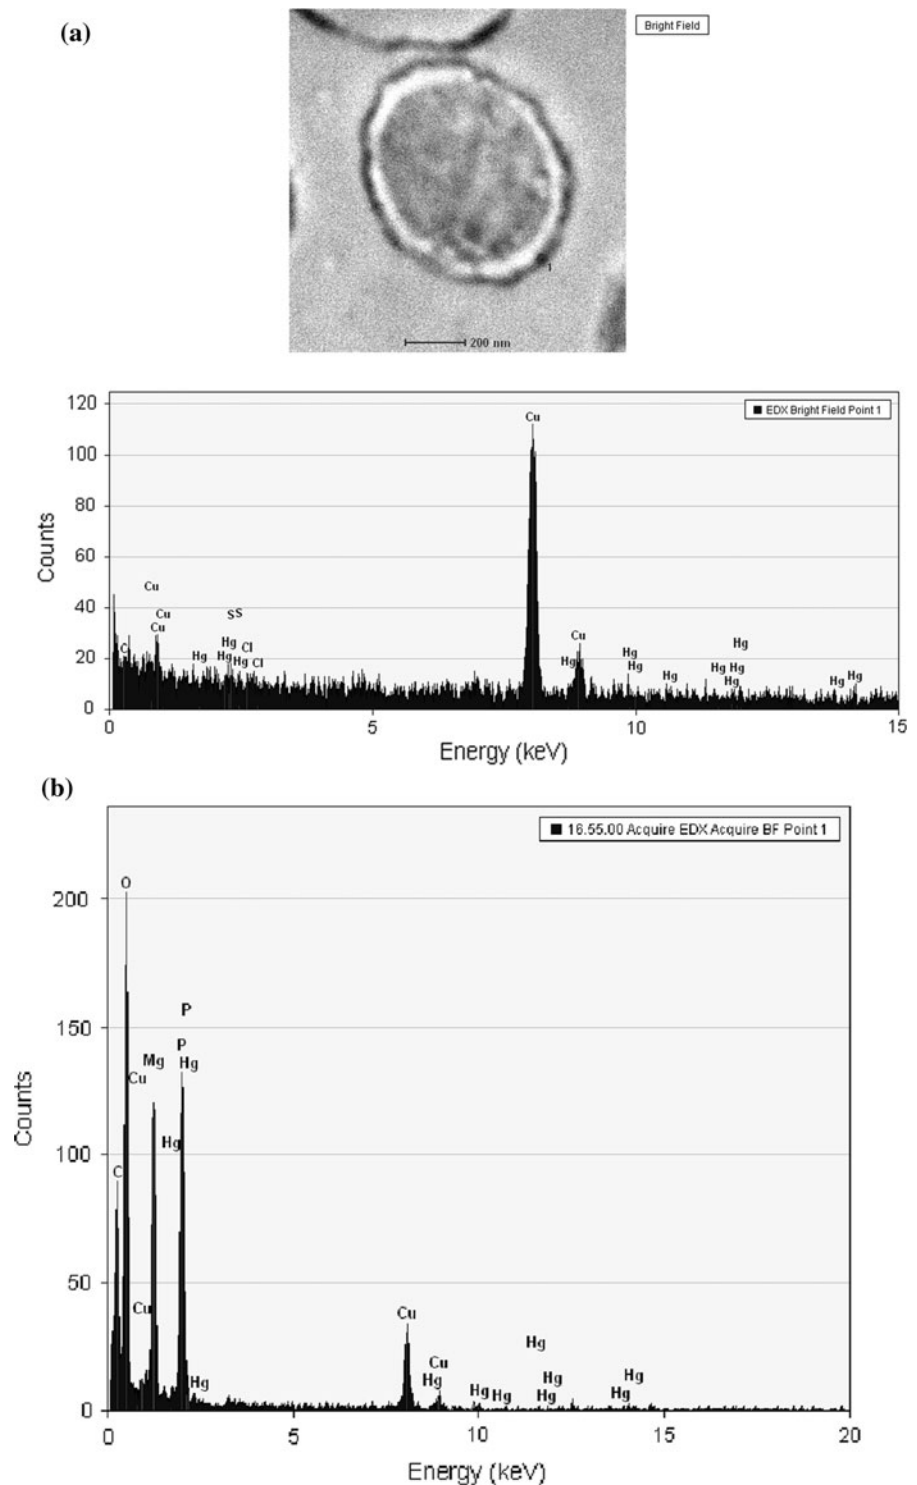 (a)
Bright Field
1
200 nm
120
100
80
60
40
20
0
Counts
EDX Bright Field Point 1
Cu
Cu
Cu
Cu
C
Hg
S S
Hg
Hg
Hg
Cl
Cl
Cu
Hg
Hg
Hg
Hg
Hg
Hg
Hg
Hg
Hg
Hg
0 5 10 15
Energy (keV)
(b)
16.55.00 Acquire EDX Acquire BF Point 1
200
150
100
50
0
Counts
O
P
P
Mg
Hg
Cu
Hg
C
Cu
Hg
Cu
Cu
Hg
Hg
Hg
Hg
Hg
Hg
Hg
Hg
0 5 10 15 20
Energy (keV)